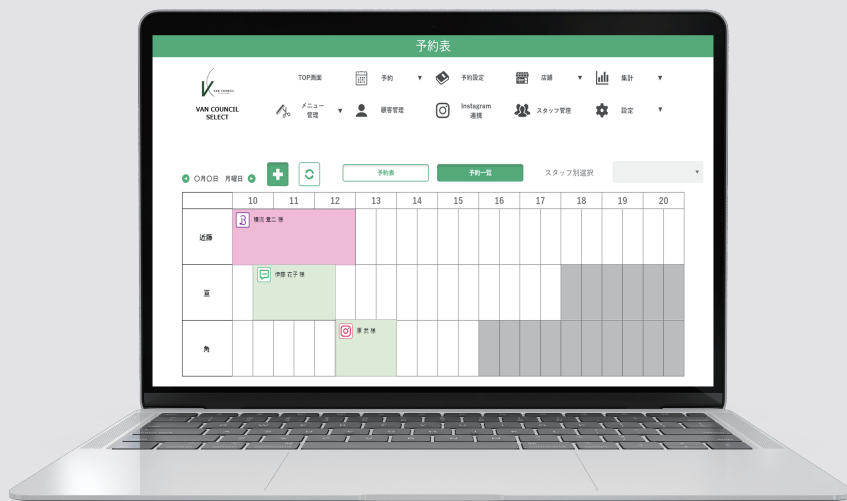 予約表
TOP画面
予約
▼
予約設定
店舗
▼
集計
▼
VAN COUNCIL
VAN COUNCIL
SELECT
メニュー
管理
▼
顧客管理
Instagram
連携
スタッフ管理
設定
▼
〇月〇日 月曜日
予約表
予約一覧
スタッフ別選択
▼
10 11 12 13 14 15 16 17 18 19 20
近藤
亘
伊藤 花子 様
角